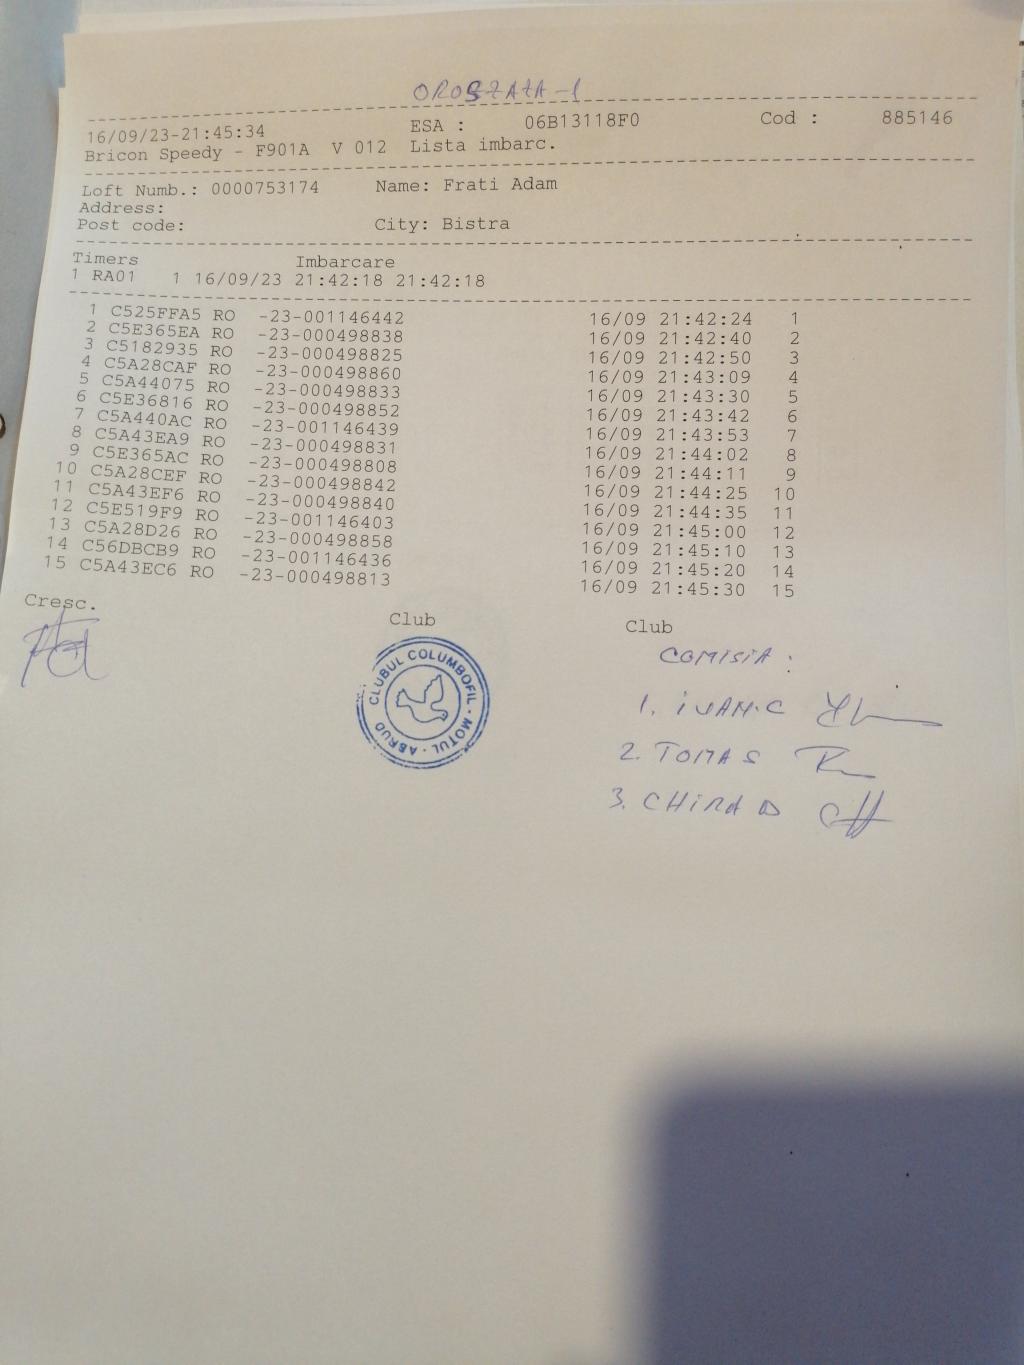 OROSZAZA-1
16/09/23-21:45:34 ESA : 06B13118F0 Cod : 885146
Bricon Speedy - F901A V 012 Lista imbarc.
Loft Numb.: 0000753174 Name: Frati Adam
Address:
Post code: City: Bistra
Timers Imbarcare
1 RA01 1 16/09/23 21:42:18 21:42:18
1 C525FFA5 RO -23-001146442 16/09 21:42:24 1
2 C5E365EA RO -23-000498838 16/09 21:42:40 2
3 C5182935 RO -23-000498825 16/09 21:42:50 3
4 C5A28CAF RO -23-000498860 16/09 21:43:09 4
5 C5A44075 RO -23-000498833 16/09 21:43:30 5
6 C5E36816 RO -23-000498852 16/09 21:43:42 6
7 C5A440AC RO -23-001146439 16/09 21:43:53 7
8 C5A43EA9 RO -23-000498831 16/09 21:44:02 8
9 C5E365AC RO -23-000498808 16/09 21:44:11 9
10 C5A28CEF RO -23-000498842 16/09 21:44:25 10
11 C5A43EF6 RO -23-000498840 16/09 21:44:35 11
12 C5E519F9 RO -23-001146403 16/09 21:45:00 12
13 C5A28D26 RO -23-000498858 16/09 21:45:10 13
14 C56DBCB9 RO -23-001146436 16/09 21:45:20 14
15 C5A43EC6 RO -23-000498813 16/09 21:45:30 15
Cresc. Club Club
CLUBUL COLUMBOFIL · MOTUL - ABRUD
COMISIA :
1. IVAN.C
2. TOMA S
3. CHIRA D